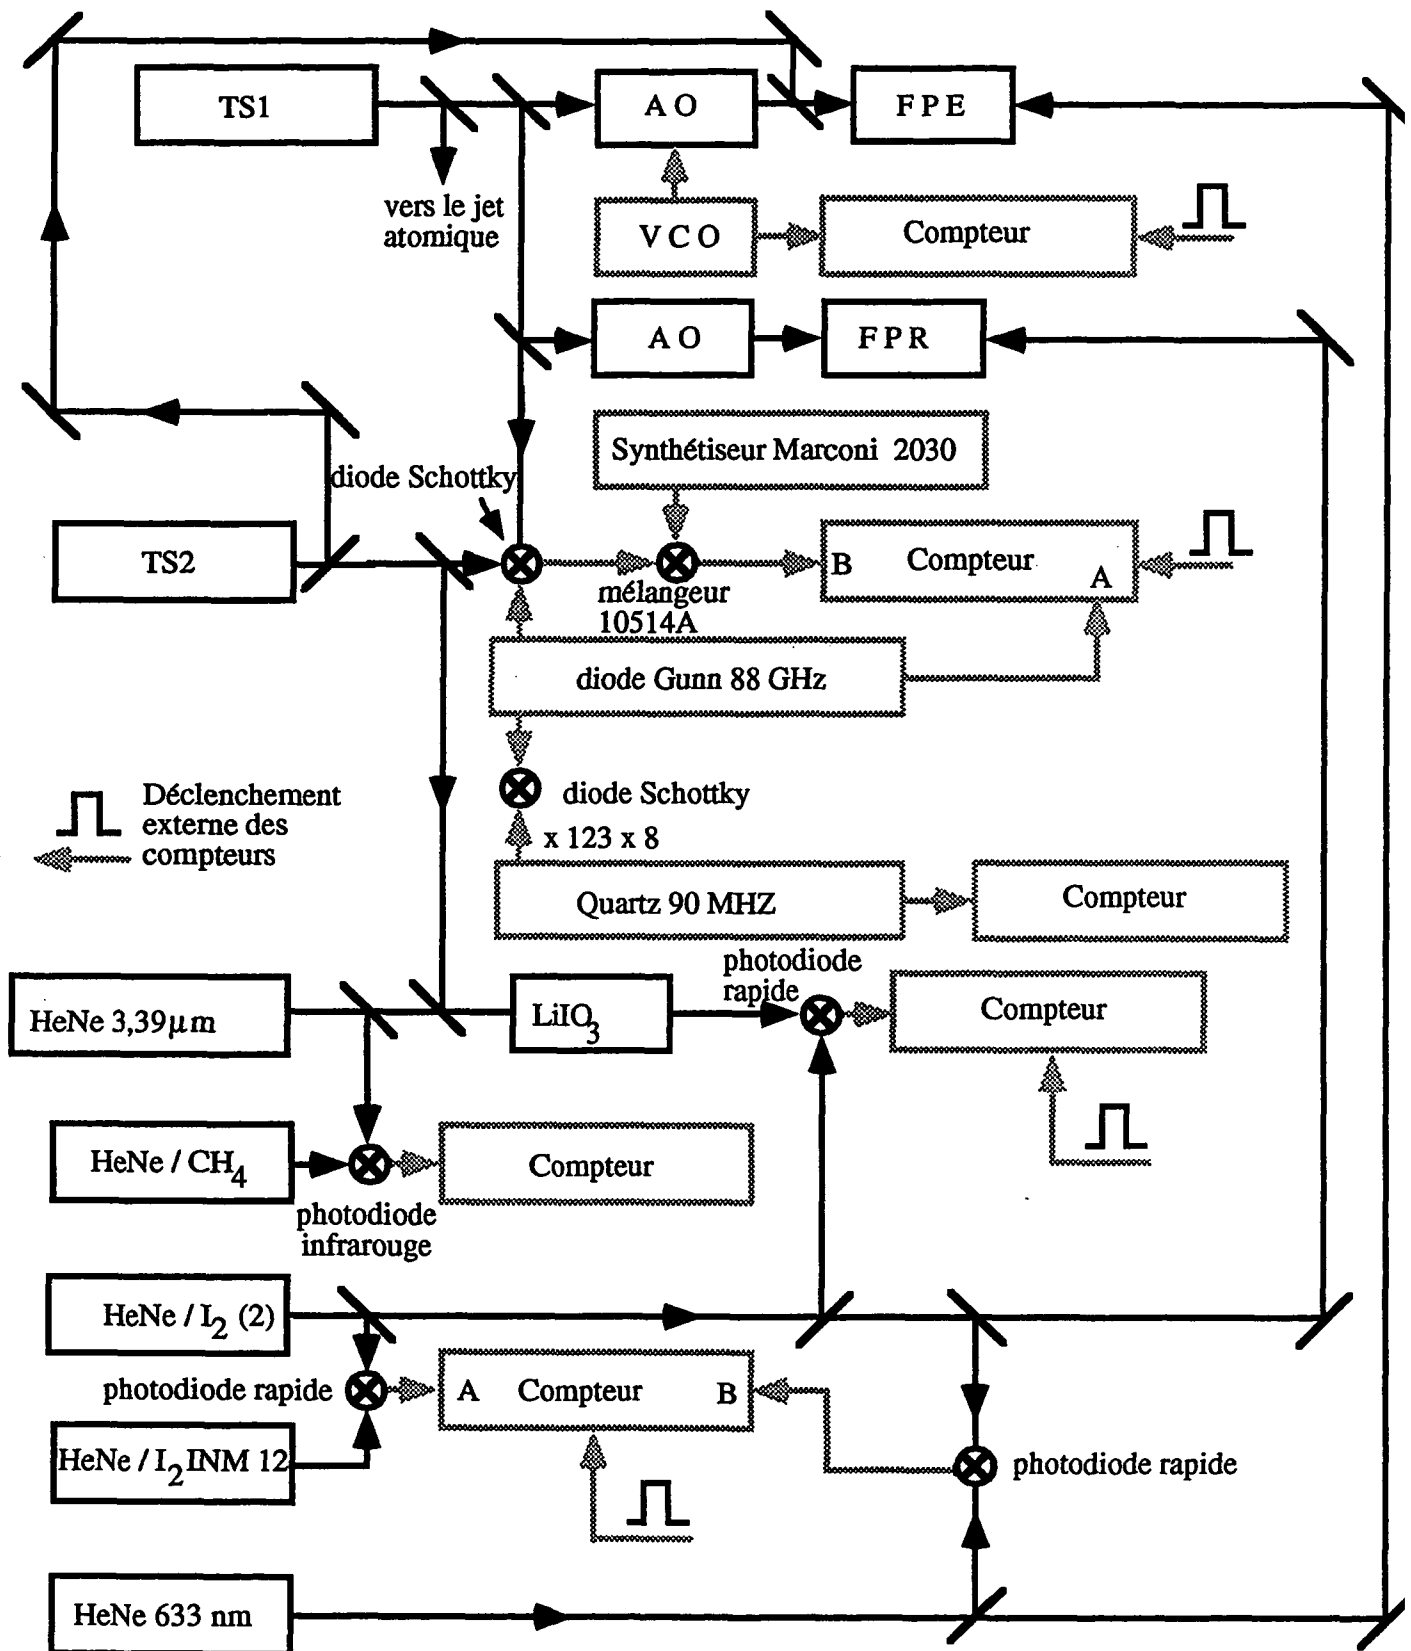 TS1
A O
F P E
vers le jet
atomique
V C O
Compteur
A O
F P R
Synthétiseur Marconi 2030
diode Schottky
TS2
B
Compteur
A
mélangeur
10514A
diode Gunn 88 GHz
Déclenchement
externe des
compteurs
diode Schottky
x 123 x 8
Quartz 90 MHZ
Compteur
photodiode
rapide
HeNe 3,39µm
LiIO3
Compteur
HeNe / CH4
Compteur
photodiode
infrarouge
HeNe / I2 (2)
photodiode rapide
A
Compteur
B
HeNe / I2 INM 12
photodiode rapide
HeNe 633 nm